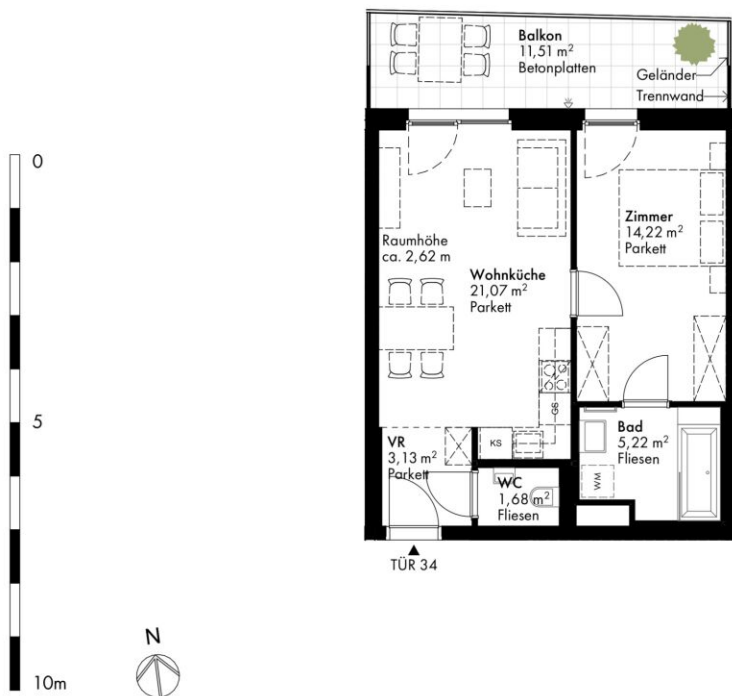 Balkon
11,51 m²
Betonplatten
Geländer
Trennwand
0
Raumhöhe
ca. 2,62 m
Wohnküche
21,07 m²
Parkett
Zimmer
14,22 m²
Parkett
5
VR
3,13 m²
Parkett
KS
GS
WC
1,68 m²
Fliesen
Bad
5,22 m²
Fliesen
WM
TÜR 34
N
10m